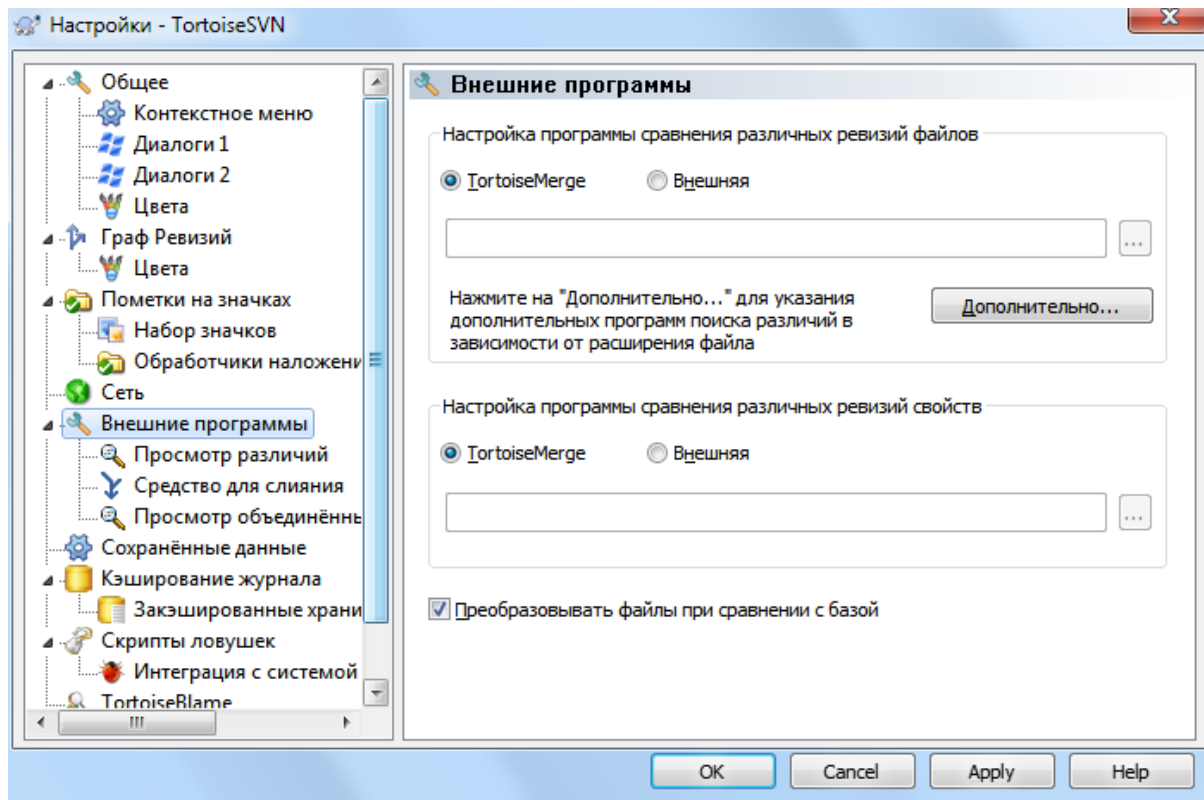 Настройки - TortoiseSVN
X
Общее
Контекстное меню
Диалоги 1
Диалоги 2
Цвета
Граф Ревизий
Цвета
Пометки на значках
Набор значков
Обработчики наложени
Сеть
Внешние программы
Просмотр различий
Средство для слияния
Просмотр объединённь
Сохранённые данные
Кэширование журнала
Закэшированные храни
Скрипты ловушек
Интеграция с системой
TortoiseBlame
Внешние программы
Настройка программы сравнения различных ревизий файлов
TortoiseMerge Внешняя
...
Нажмите на "Дополнительно..." для указания
дополнительных программ поиска различий в
зависимости от расширения файла
Дополнительно...
Настройка программы сравнения различных ревизий свойств
TortoiseMerge Внешняя
...
Преобразовывать файлы при сравнении с базой
OK Cancel Apply Help